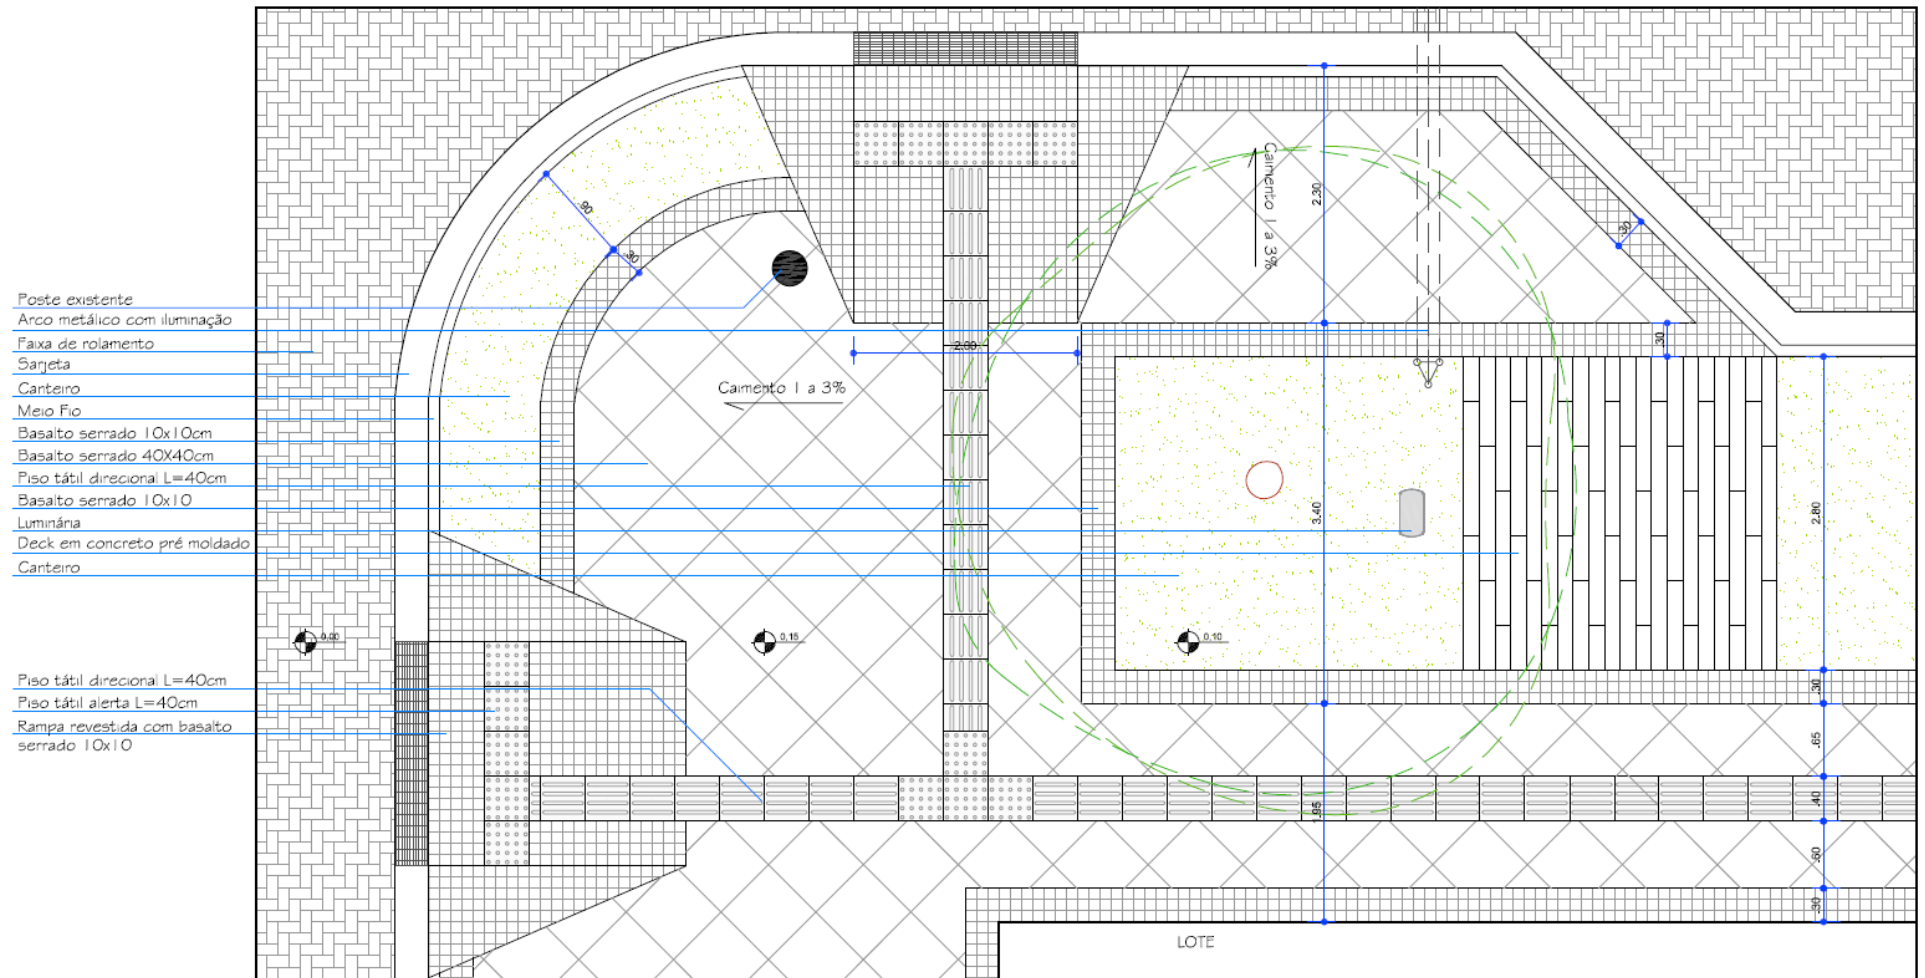 Poste existente
Arco metálico com iluminação
Faixa de rolamento
Sarjeta
Canteiro
Meio Fio
Basalto serrado 10x10cm
Basalto serrado 40X40cm
Piso tátil direcional L=40cm
Basalto serrado 10x10
Luminária
Deck em concreto pré moldado
Canteiro
Piso tátil direcional L=40cm
Piso tátil alerta L=40cm
Rampa revestida com basalto
serrado 10x10
.90
.30
Caimento 1 a 3%
2.30
.30
2.00
Caimento 1 a 3%
.30
3.40
2.80
0,00
0,15
0,10
.30
.65
.40
1.95
.60
.30
LOTE